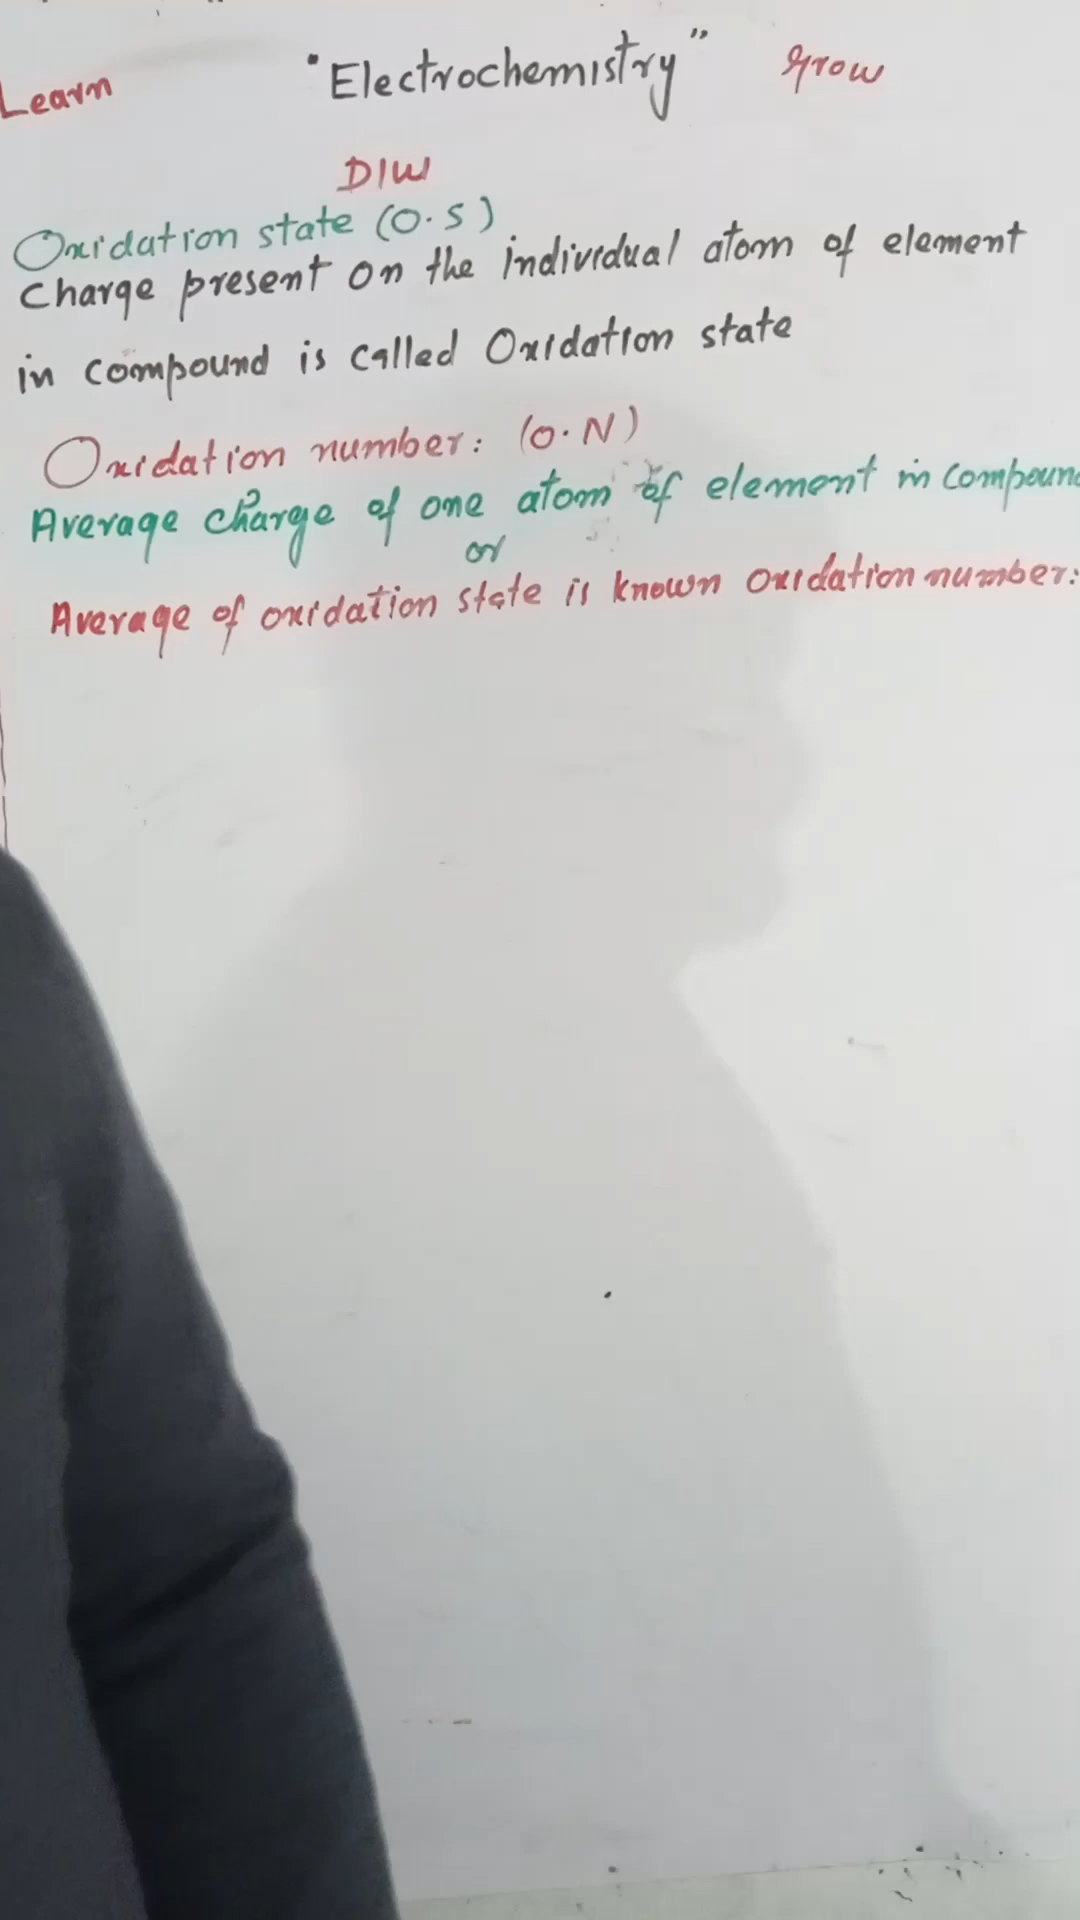 Learn "Electrochemistry" Grow
D/W
Oxidation state (O.S)
Charge present on the individual atom of element
in compound is called Oxidation state
Oxidation number: (O.N)
Average charge of one atom of element in compound
or
Average of oxidation state is known oxidation number: